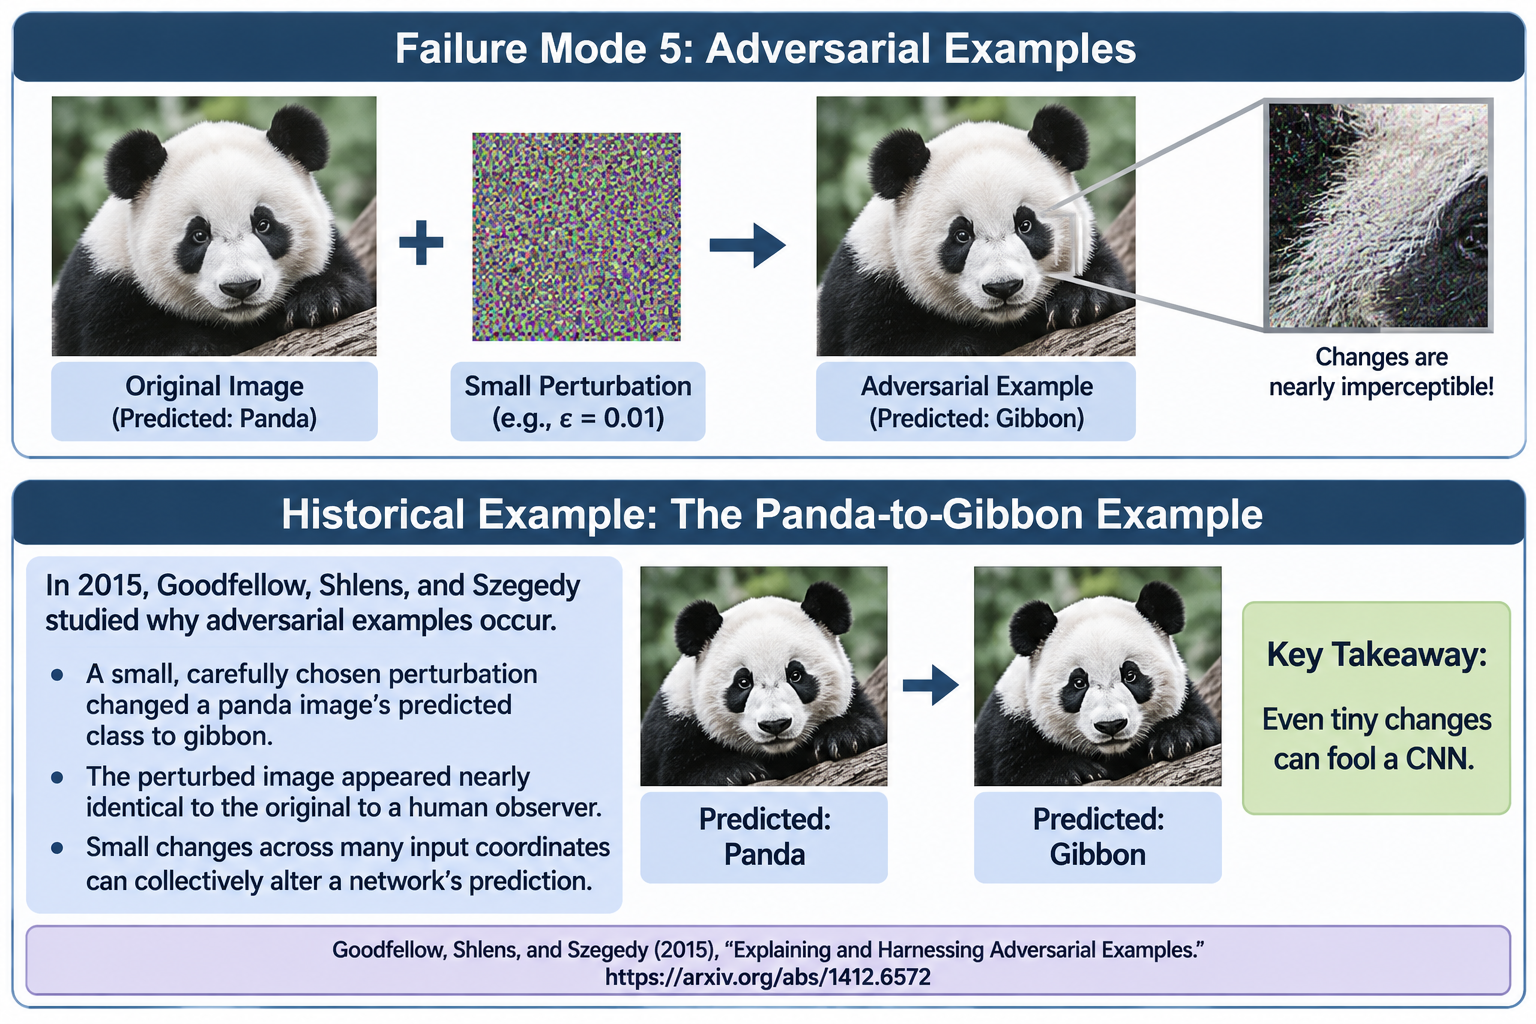 Failure Mode 5: Adversarial Examples
Original Image
(Predicted: Panda)
Small Perturbation
(e.g., ϵ = 0.01)
Adversarial Example
(Predicted: Gibbon)
Changes are
nearly imperceptible!
Historical Example: The Panda-to-Gibbon Example
In 2015, Goodfellow, Shlens, and Szegedy
studied why adversarial examples occur.
• A small, carefully chosen perturbation
changed a panda image’s predicted
class to gibbon.
• The perturbed image appeared nearly
identical to the original to a human observer.
• Small changes across many input coordinates
can collectively alter a network’s prediction.
Predicted:
Panda
Predicted:
Gibbon
Key Takeaway:
Even tiny changes
can fool a CNN.
Goodfellow, Shlens, and Szegedy (2015), “Explaining and Harnessing Adversarial Examples.”
https://arxiv.org/abs/1412.6572